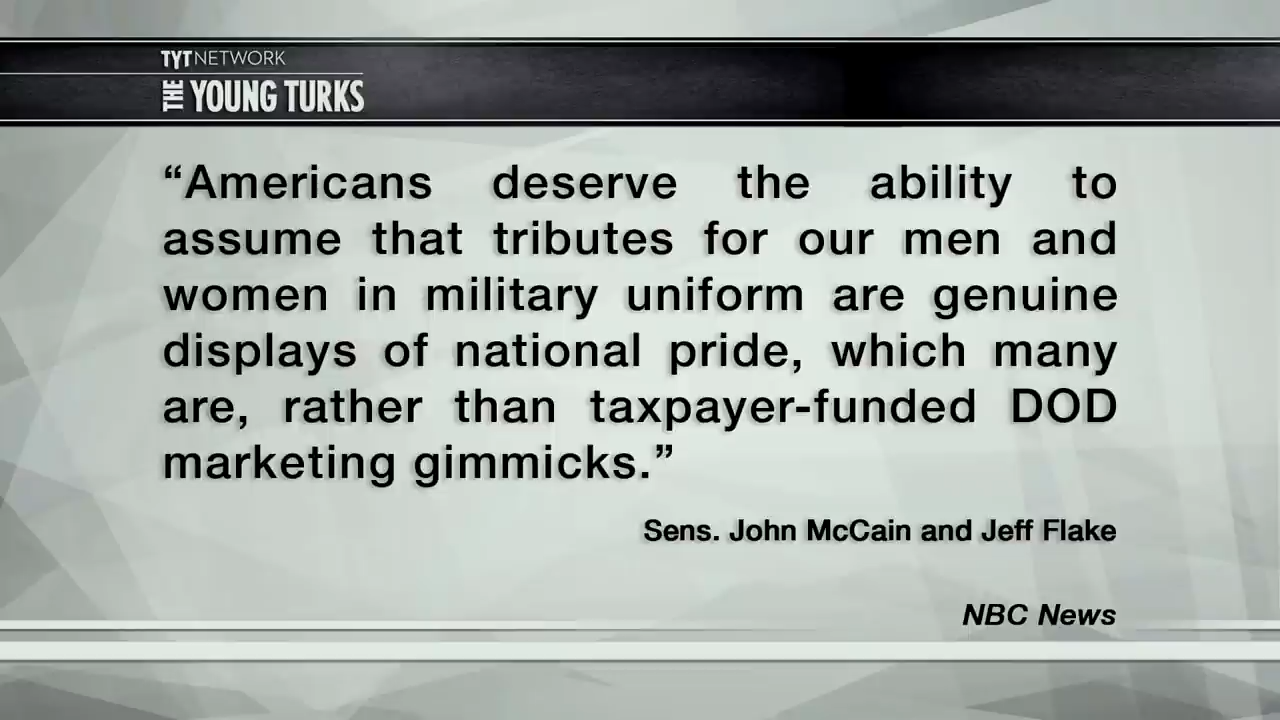 TYTNETWORK
THE YOUNG TURKS
“Americans deserve the ability to
assume that tributes for our men and
women in military uniform are genuine
displays of national pride, which many
are, rather than taxpayer-funded DOD
marketing gimmicks.”
Sens. John McCain and Jeff Flake
NBC News